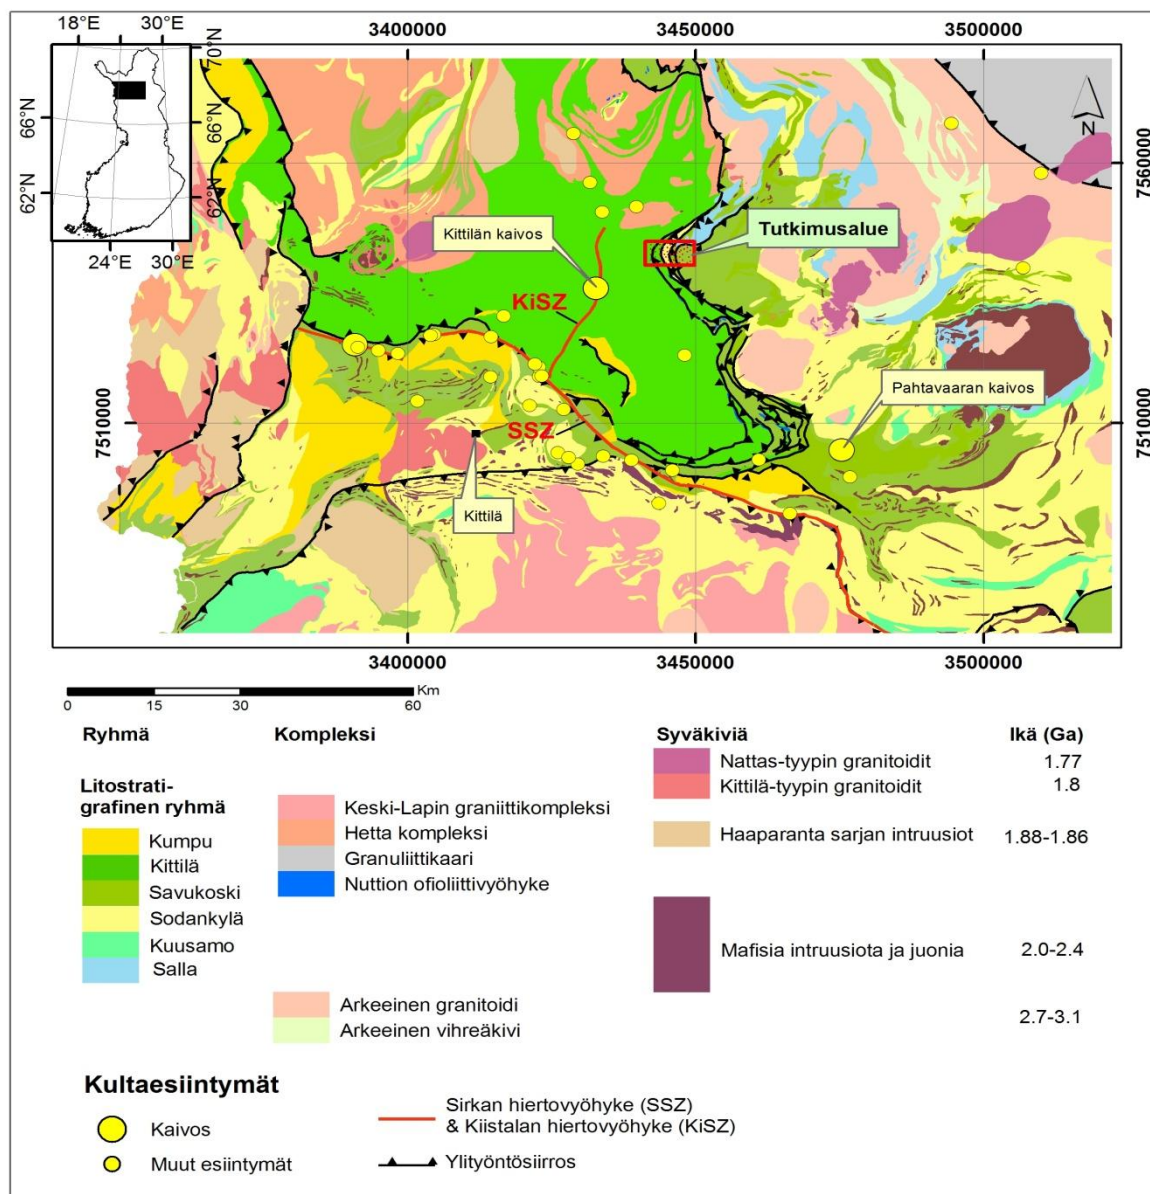 18°E
30°E
70°N
66°N
66°N
62°N
62°N
24°E
30°E
3400000
3450000
3500000
N
7560000
7510000
7510000
Kittilän kaivos
Tutkimusalue
KiSZ
Pahtavaaran kaivos
SSZ
Kittilä
3400000
3450000
3500000
Km
0
15
30
60
Ryhmä
Kompleksi
Syväkiviä
Ikä (Ga)
Litostrati-
grafinen ryhmä
Kumpu
Kittilä
Savukoski
Sodankylä
Kuusamo
Salla
Keski-Lapin graniittikompleksi
Hetta kompleksi
Granuliittikaari
Nuttion ofioliittivyöhyke
Arkeeinen granitoidi
Arkeeinen vihreäkivi
Nattas-tyypin granitoidit
1.77
Kittilä-tyypin granitoidit
1.8
Haaparanta sarjan intruusiot
1.88-1.86
Mafisia intruusiota ja juonia
2.0-2.4
2.7-3.1
Kultaesiintymät
Kaivos
Muut esiintymät
Sirkan hiertovyöhyke (SSZ)
& Kiistalan hiertovyöhyke (KiSZ)
Ylityöntösiirros